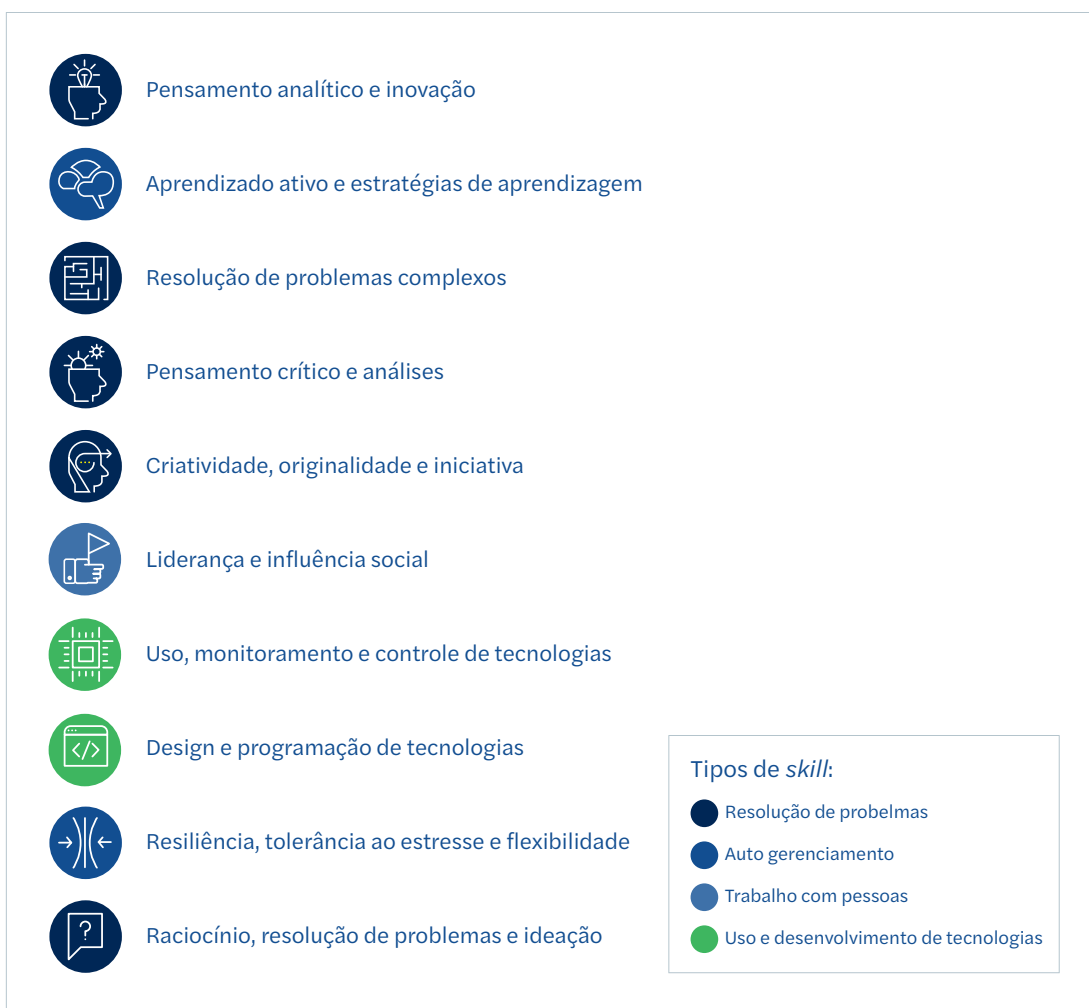 Pensamento analítico e inovação
Aprendizado ativo e estratégias de aprendizagem
Resolução de problemas complexos
Pensamento crítico e análises
Criatividade, originalidade e iniciativa
Liderança e influência social
Uso, monitoramento e controle de tecnologias
Design e programação de tecnologias
Resiliência, tolerância ao estresse e flexibilidade
Raciocínio, resolução de problemas e ideação
Tipos de skill:
Resolução de probelmas
Auto gerenciamento
Trabalho com pessoas
Uso e desenvolvimento de tecnologias